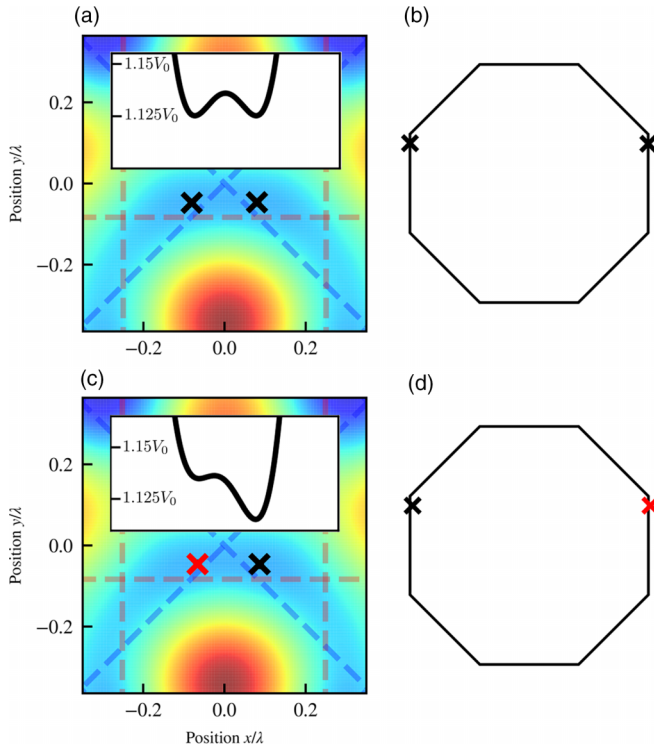 (a)
(b)
1.15V₀
1.125V₀
0.2
0.0
−0.2
Position y/λ
−0.2
0.0
0.2
(c)
(d)
1.15V₀
1.125V₀
0.2
0.0
−0.2
Position y/λ
−0.2
0.0
0.2
Position x/λ